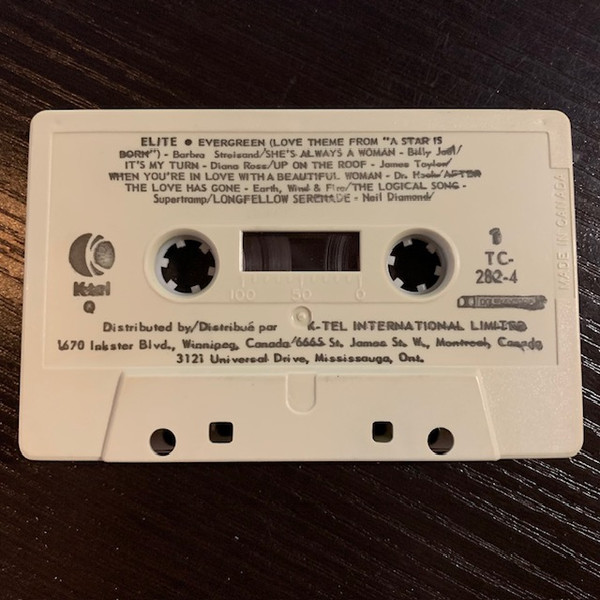 ELITE ● EVERGREEN (LOVE THEME FROM "A STAR IS
BORN") - Barbra Streisand/SHE'S ALWAYS A WOMAN - Billy Joel/
IT'S MY TURN - Diana Ross/UP ON THE ROOF - James Taylor/
WHEN YOU'RE IN LOVE WITH A BEAUTIFUL WOMAN - Dr. Hook/AFTER
THE LOVE HAS GONE - Earth, Wind & Fire/THE LOGICAL SONG -
Supertramp/LONGFELLOW SERENADE - Neil Diamond/
K-tel
Q
100 50 0
1
TC-
282-4
MADE IN CANADA
Distributed by/Distribué par K-TEL INTERNATIONAL LIMITED
1670 Inkster Blvd., Winnipeg, Canada/6665 St. James St. W., Montreal, Canada
3121 Universal Drive, Mississauga, Ont.